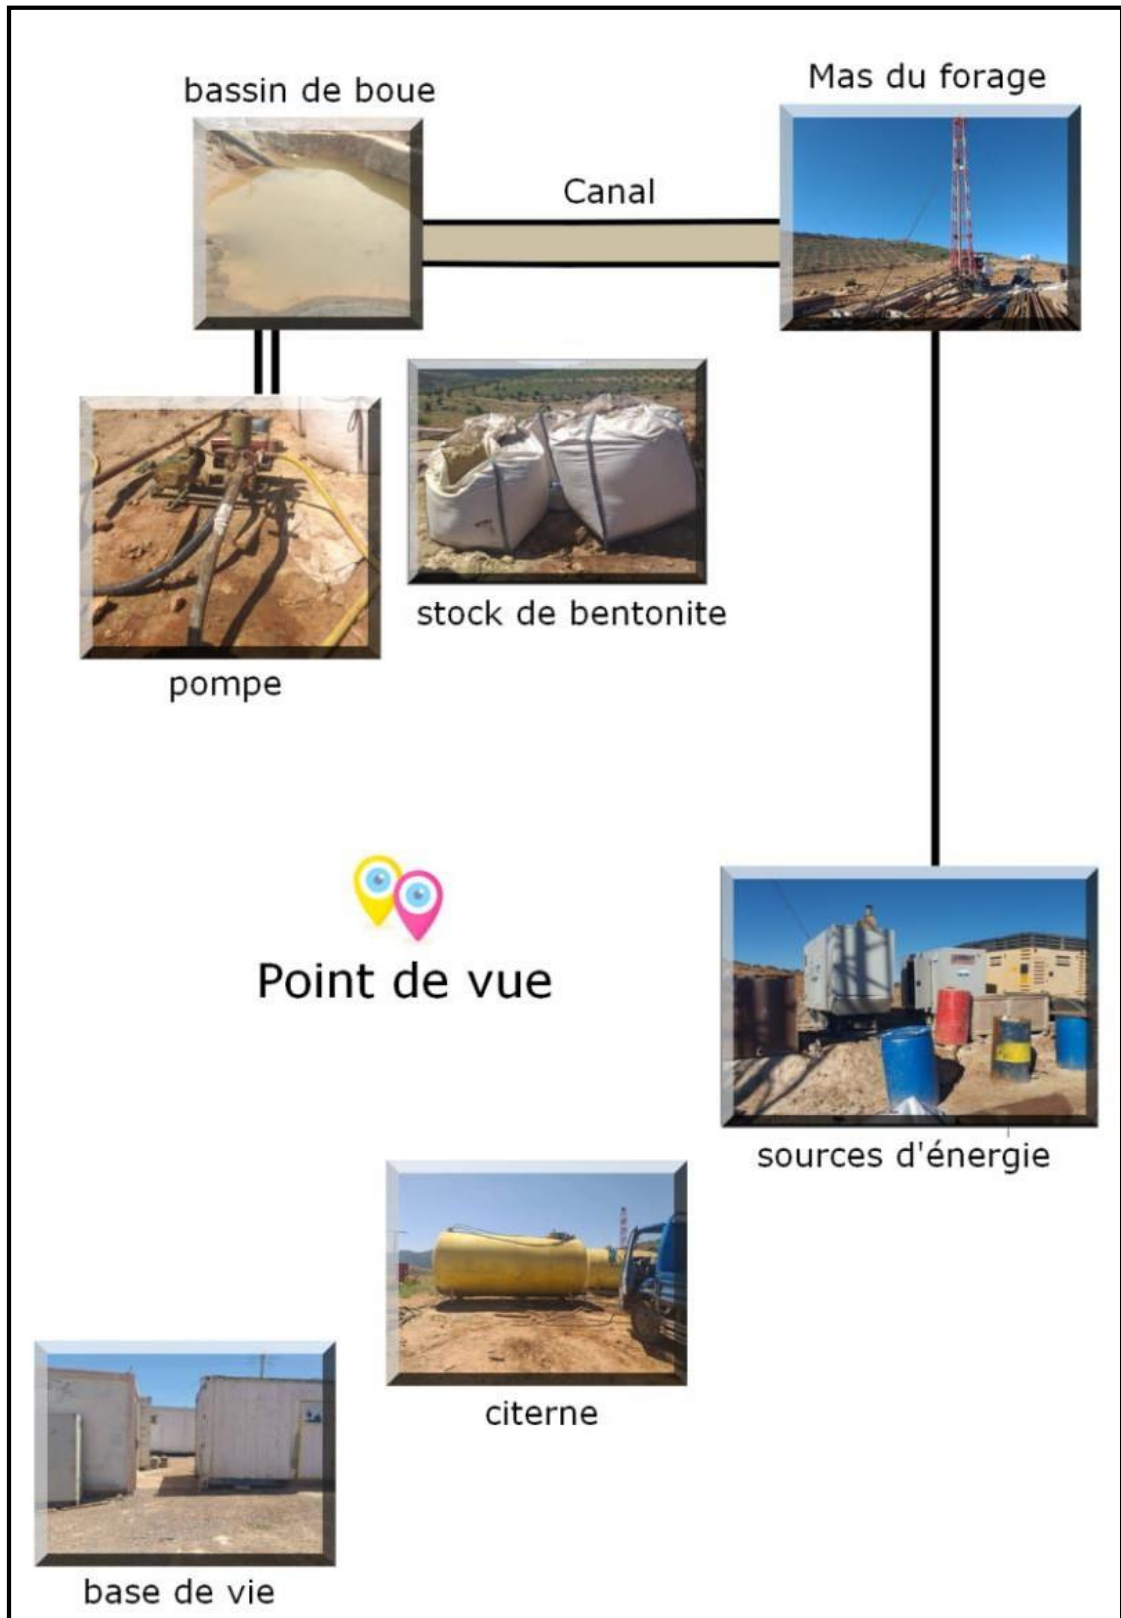 bassin de boue
Mas du forage
Canal
stock de bentonite
pompe
Point de vue
sources d'énergie
citerne
base de vie